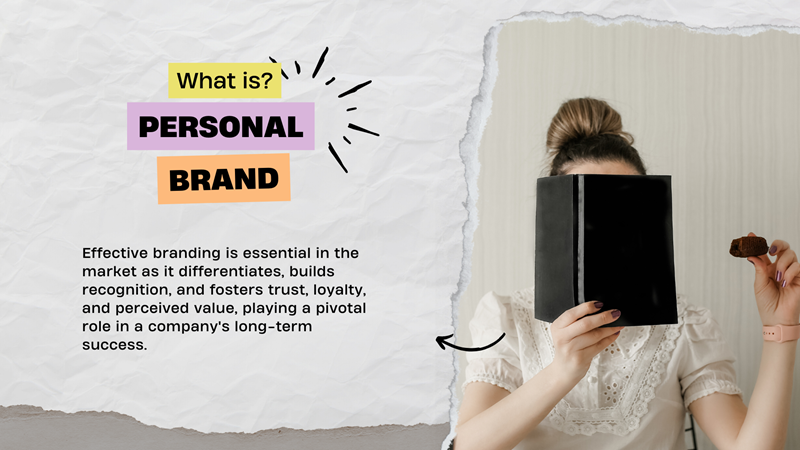 What is?
PERSONAL
BRAND
Effective branding is essential in the
market as it differentiates, builds
recognition, and fosters trust, loyalty,
and perceived value, playing a pivotal
role in a company's long-term
success.